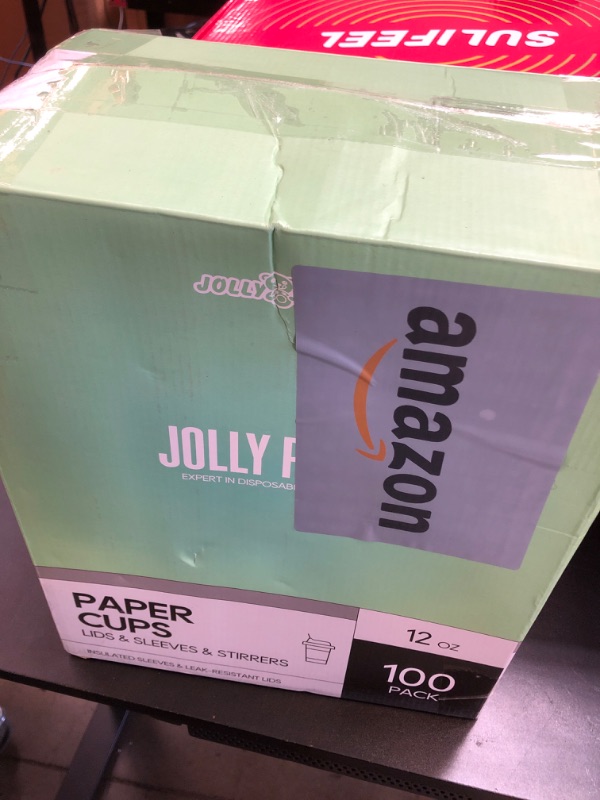 SULIFEEL
JOLLY
amazon
JOLLY
EXPERT IN
PAPER
CUPS
LIDS & SLEEVES & STIRRERS
INSULATED SLEEVES & LEAK-RESISTANT LIDS
12 OZ
100
PACK